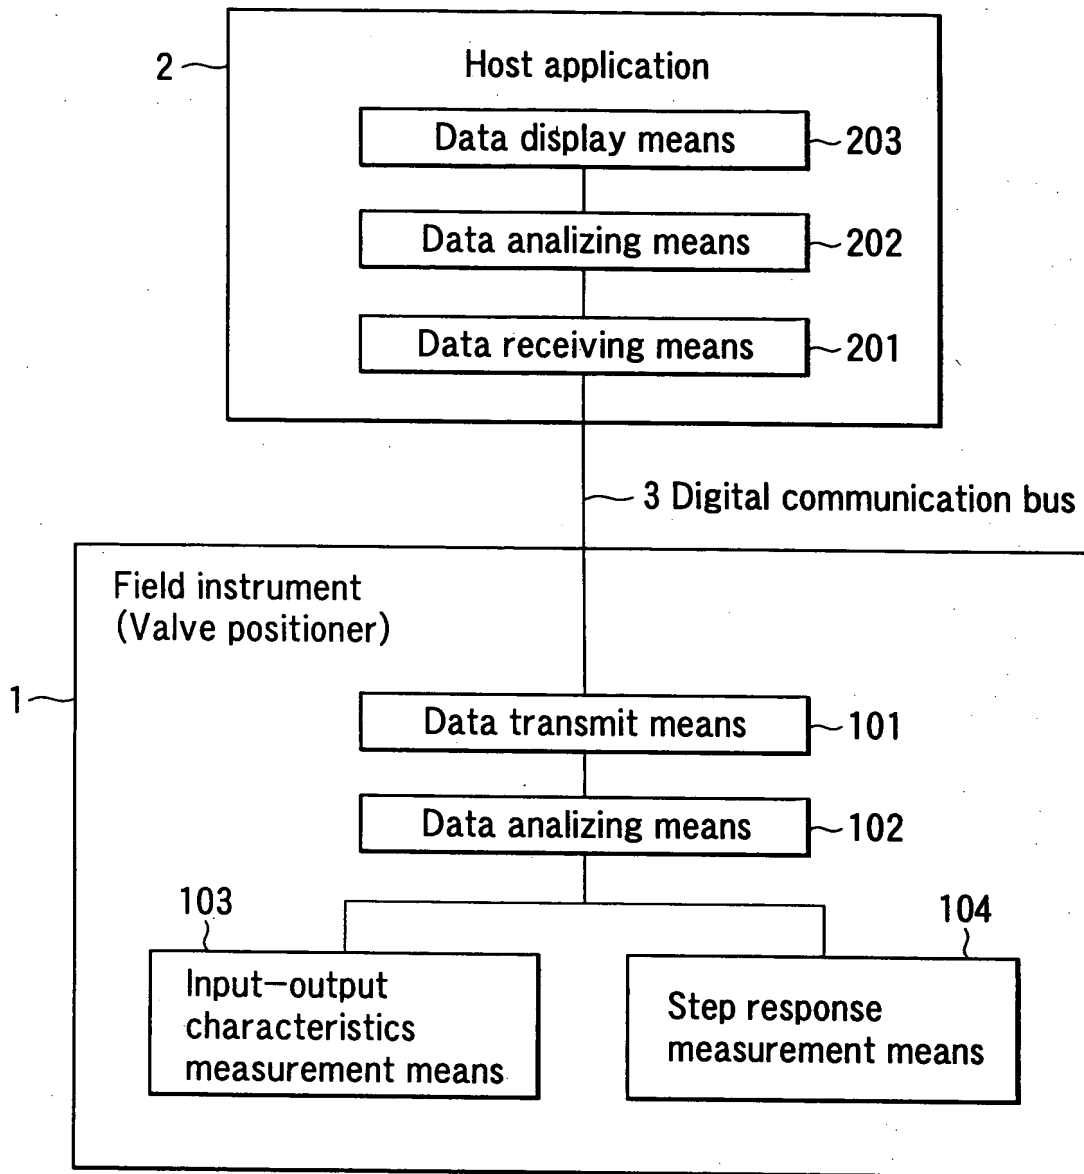 2
Host application
Data display means
203
Data analizing means
202
Data receiving means
201
3 Digital communication bus
Field instrument
(Valve positioner)
1
Data transmit means
101
Data analizing means
102
103
104
Input-output
characteristics
measurement means
Step response
measurement means